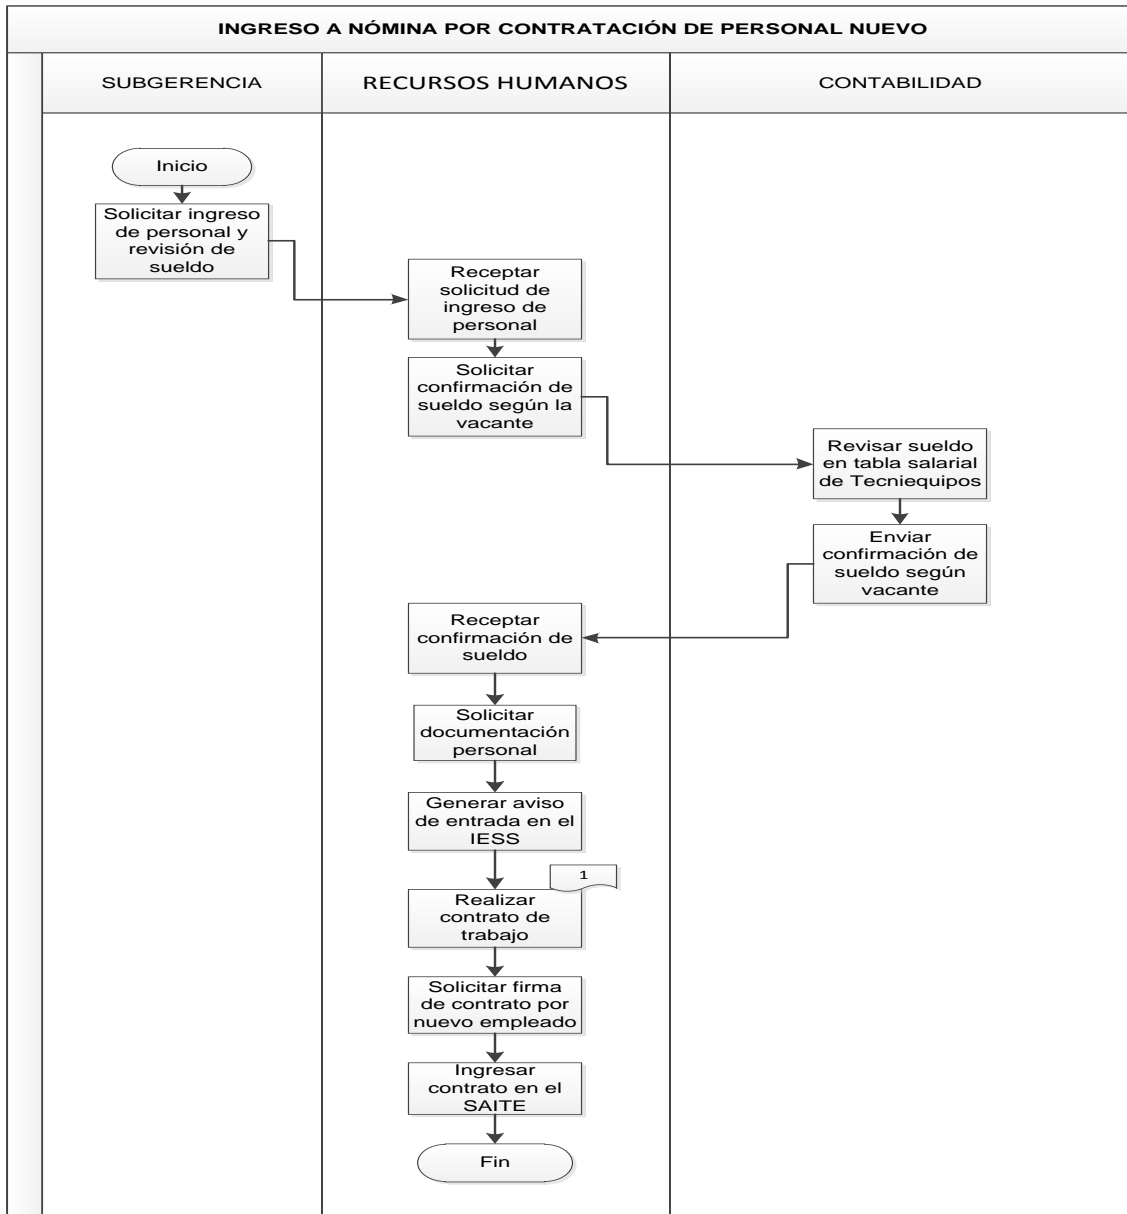 INGRESO A NÓMINA POR CONTRATACIÓN DE PERSONAL NUEVO
SUBGERENCIA
RECURSOS HUMANOS
CONTABILIDAD
Inicio
Solicitar ingreso
de personal y
revisión de
sueldo
Receptar
solicitud de
ingreso de
personal
Solicitar
confirmación de
sueldo según la
vacante
Revisar sueldo
en tabla salarial
de Tecniequipos
Enviar
confirmación de
sueldo según
vacante
Receptar
confirmación de
sueldo
Solicitar
documentación
personal
Generar aviso
de entrada en el
IESS
1
Realizar
contrato de
trabajo
Solicitar firma
de contrato por
nuevo empleado
Ingresar
contrato en el
SAITE
Fin